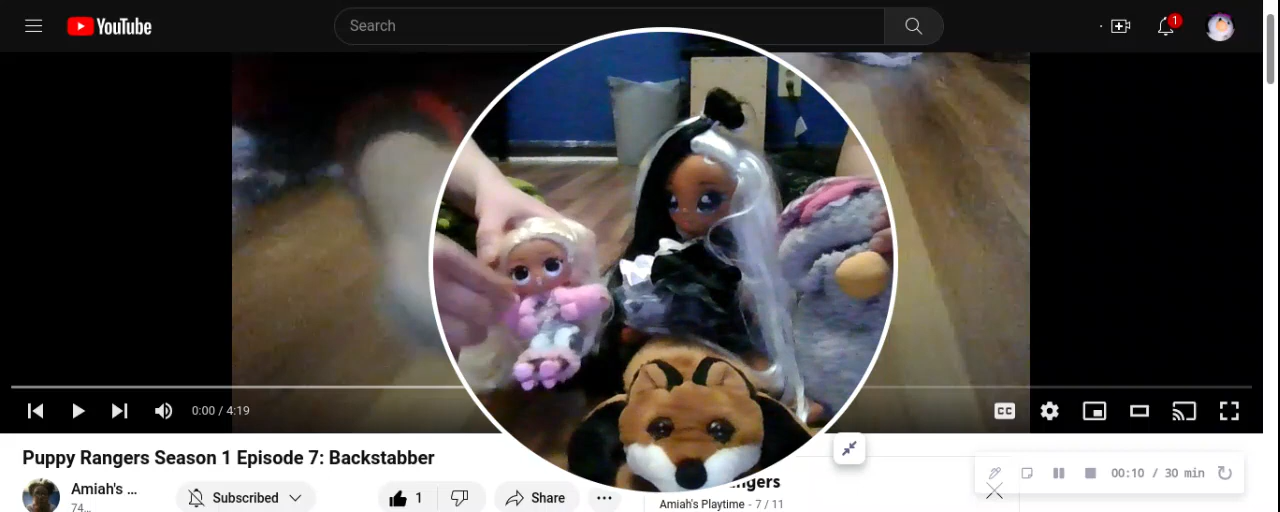 YouTube
Search
1
0:00 / 4:19
CC
Puppy Rangers Season 1 Episode 7: Backstabber
Amiah's ...
74...
Subscribed
1
Share
...
Amiah's Playtime - 7 / 11
00:10 / 30 min